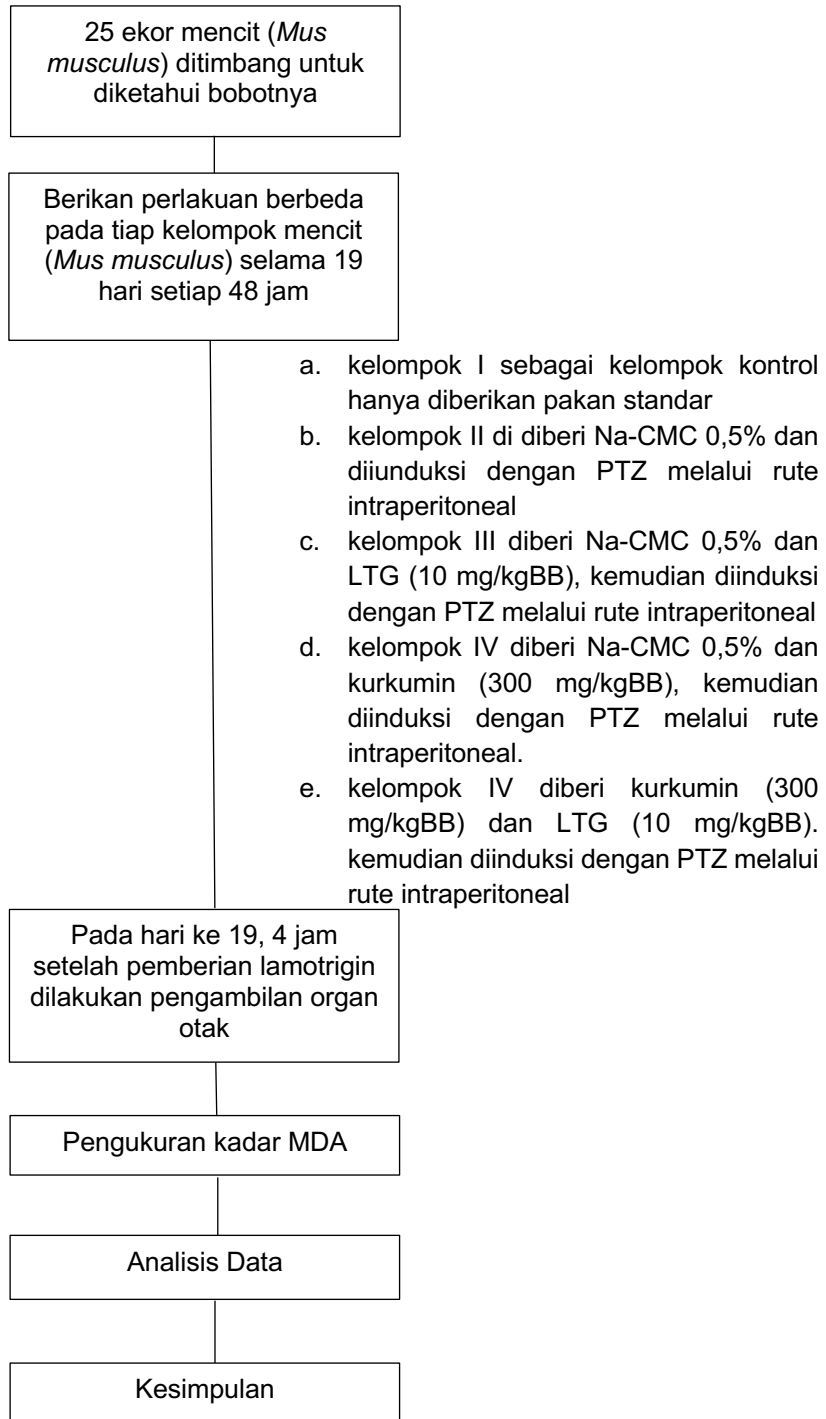 25 ekor mencit (Mus
musculus) ditimbang untuk
diketahui bobotnya
Berikan perlakuan berbeda
pada tiap kelompok mencit
(Mus musculus) selama 19
hari setiap 48 jam
a. kelompok I sebagai kelompok kontrol
hanya diberikan pakan standar
b. kelompok II di diberi Na-CMC 0,5% dan
diiunduksi dengan PTZ melalui rute
intraperitoneal
c. kelompok III diberi Na-CMC 0,5% dan
LTG (10 mg/kgBB), kemudian diinduksi
dengan PTZ melalui rute intraperitoneal
d. kelompok IV diberi Na-CMC 0,5% dan
kurkumin (300 mg/kgBB), kemudian
diinduksi dengan PTZ melalui rute
intraperitoneal.
e. kelompok IV diberi kurkumin (300
mg/kgBB) dan LTG (10 mg/kgBB).
kemudian diinduksi dengan PTZ melalui
rute intraperitoneal
Pada hari ke 19, 4 jam
setelah pemberian lamotrigin
dilakukan pengambilan organ
otak
Pengukuran kadar MDA
Analisis Data
Kesimpulan